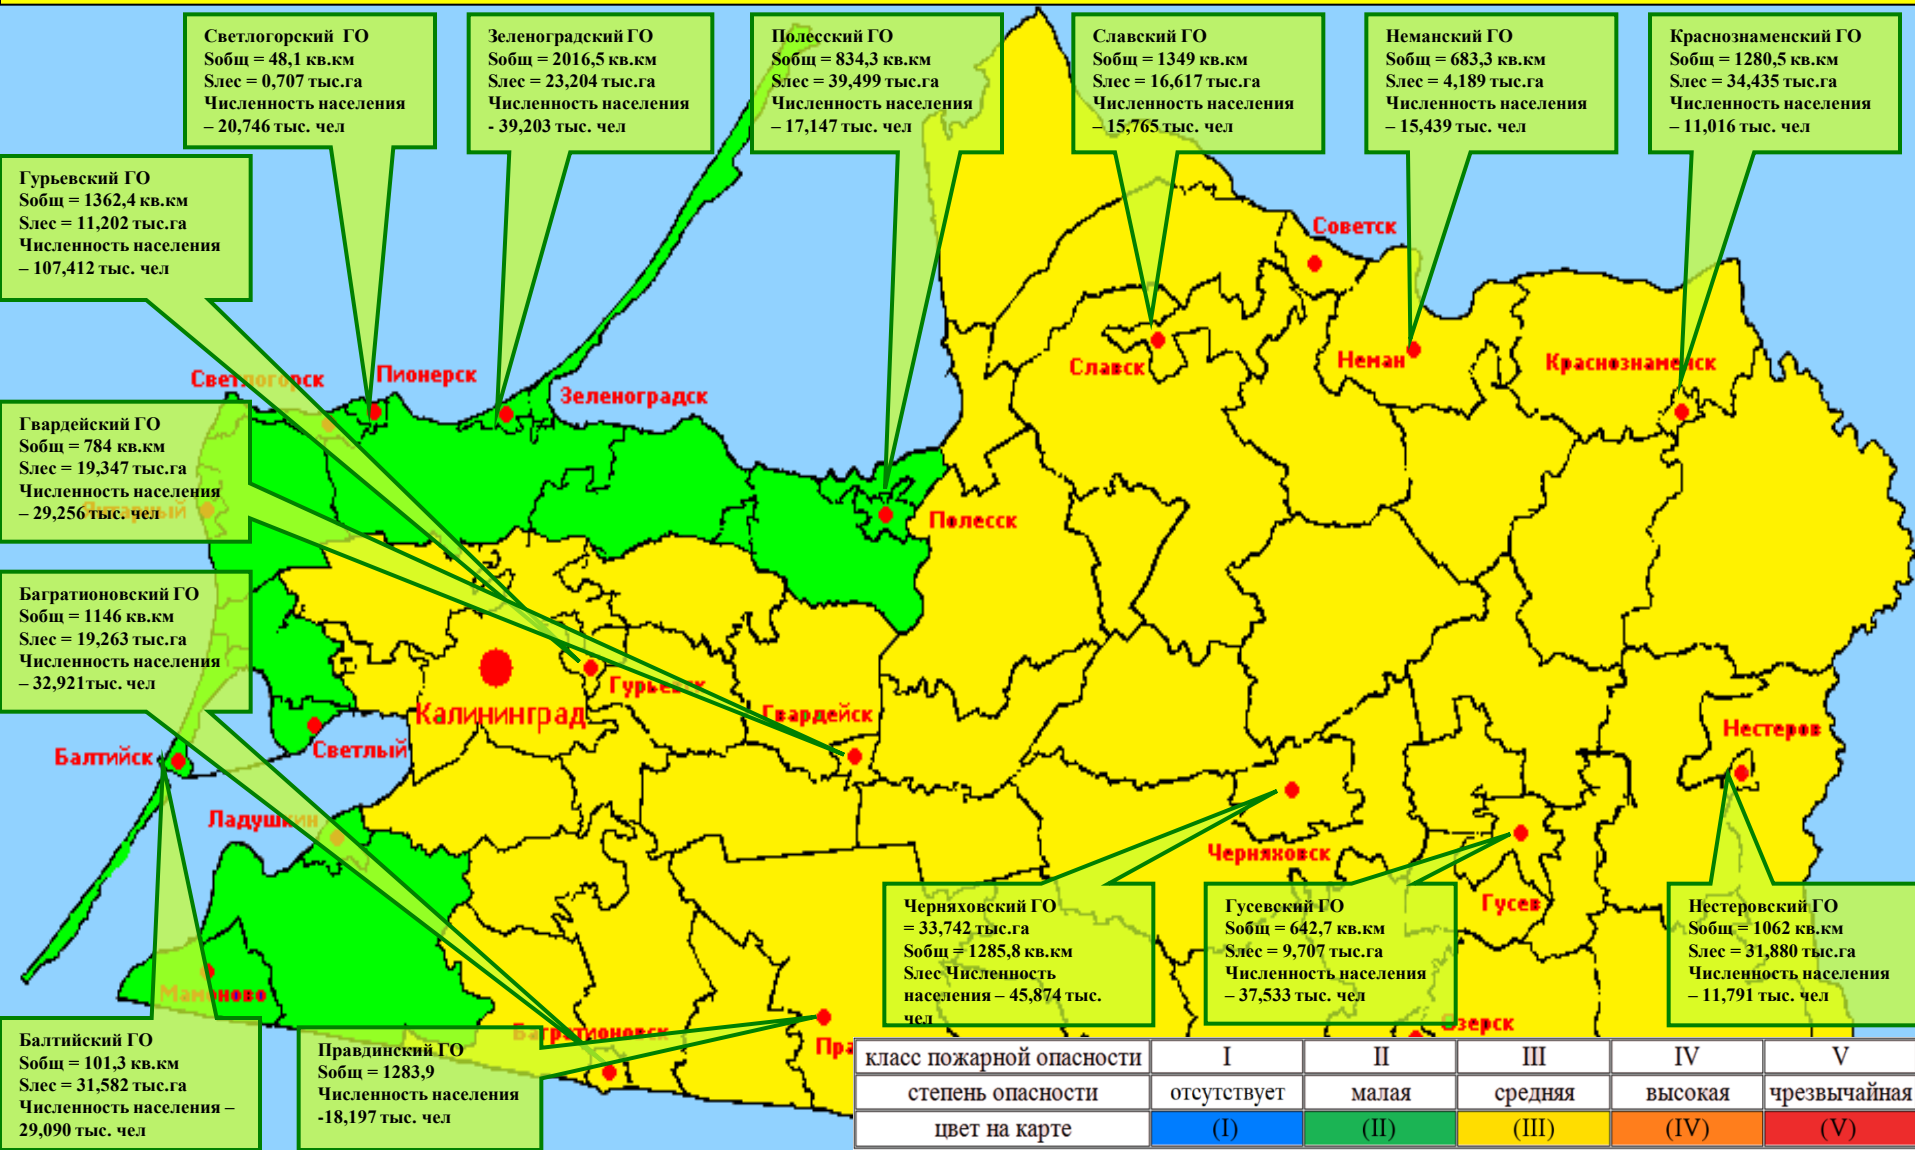 Светлогорский ГО
Sобщ = 48,1 кв.км
Sлес = 0,707 тыс.га
Численность населения
– 20,746 тыс. чел
Зеленоградский ГО
Sобщ = 2016,5 кв.км
Sлес = 23,204 тыс.га
Численность населения
- 39,203 тыс. чел
Полесский ГО
Sобщ = 834,3 кв.км
Sлес = 39,499 тыс.га
Численность населения
– 17,147 тыс. чел
Славский ГО
Sобщ = 1349 кв.км
Sлес = 16,617 тыс.га
Численность населения
– 15,765 тыс. чел
Неманский ГО
Sобщ = 683,3 кв.км
Sлес = 4,189 тыс.га
Численность населения
– 15,439 тыс. чел
Краснознаменский ГО
Sобщ = 1280,5 кв.км
Sлес = 34,435 тыс.га
Численность населения
– 11,016 тыс. чел
Гурьевский ГО
Sобщ = 1362,4 кв.км
Sлес = 11,202 тыс.га
Численность населения
– 107,412 тыс. чел
Советск
Славск
Неман
Краснознаменск
Светлогорск
Пионерск
Зеленоградск
Гвардейский ГО
Sобщ = 784 кв.км
Sлес = 19,347 тыс.га
Численность населения
– 29,256 тыс. чел
Янтарный
Полесск
Багратионовский ГО
Sобщ = 1146 кв.км
Sлес = 19,263 тыс.га
Численность населения
– 32,921тыс. чел
Гурьевск
Калининград
Гвардейск
Нестеров
Светлый
Балтийск
Ладушкин
Черняховск
Гусев
Мамоново
Багратионовск
Озерск
Пра
Черняховский ГО
= 33,742 тыс.га
Sобщ = 1285,8 кв.км
Sлес Численность
населения – 45,874 тыс.
чел
Гусевский ГО
Sобщ = 642,7 кв.км
Sлес = 9,707 тыс.га
Численность населения
– 37,533 тыс. чел
Нестеровский ГО
Sобщ = 1062 кв.км
Sлес = 31,880 тыс.га
Численность населения
– 11,791 тыс. чел
Балтийский ГО
Sобщ = 101,3 кв.км
Sлес = 31,582 тыс.га
Численность населения –
29,090 тыс. чел
Правдинский ГО
Sобщ = 1283,9
Численность населения
-18,197 тыс. чел
класс пожарной опасности I II III IV V
степень опасности отсутствует малая средняя высокая чрезвычайная
цвет на карте (I) (II) (III) (IV) (V)